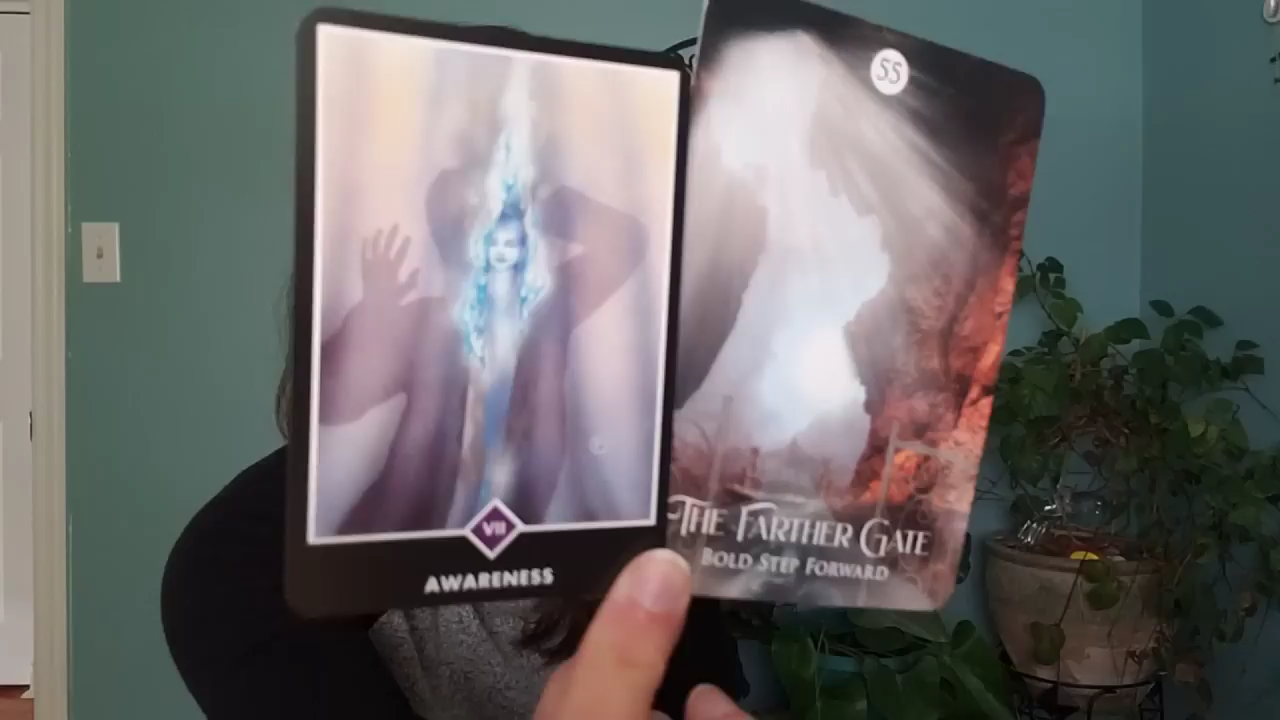 VII
AWARENESS
55
THE FARTHER GATE
BOLD STEP FORWARD